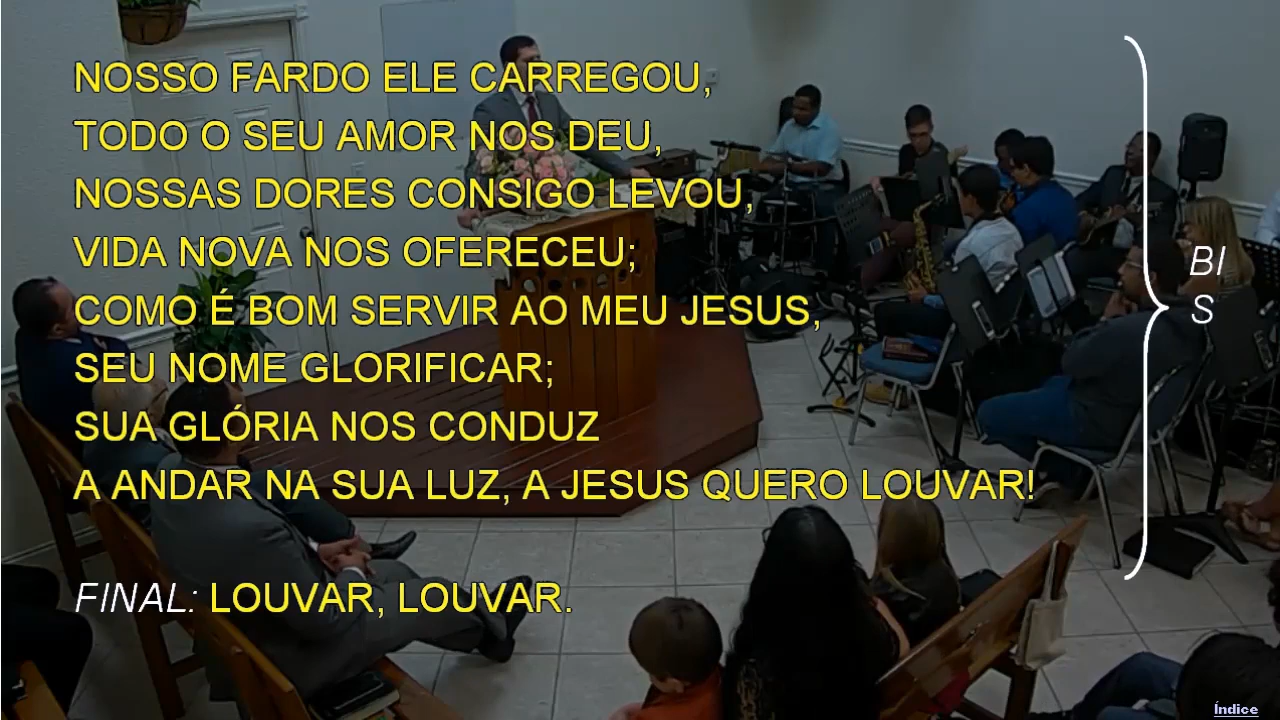 NOSSO FARDO ELE CARREGOU,
TODO O SEU AMOR NOS DEU,
NOSSAS DORES CONSIGO LEVOU,
VIDA NOVA NOS OFERECEU;
COMO É BOM SERVIR AO MEU JESUS,
SEU NOME GLORIFICAR;
SUA GLÓRIA NOS CONDUZ
A ANDAR NA SUA LUZ, A JESUS QUERO LOUVAR!
BI
S
FINAL: LOUVAR, LOUVAR.
Índice